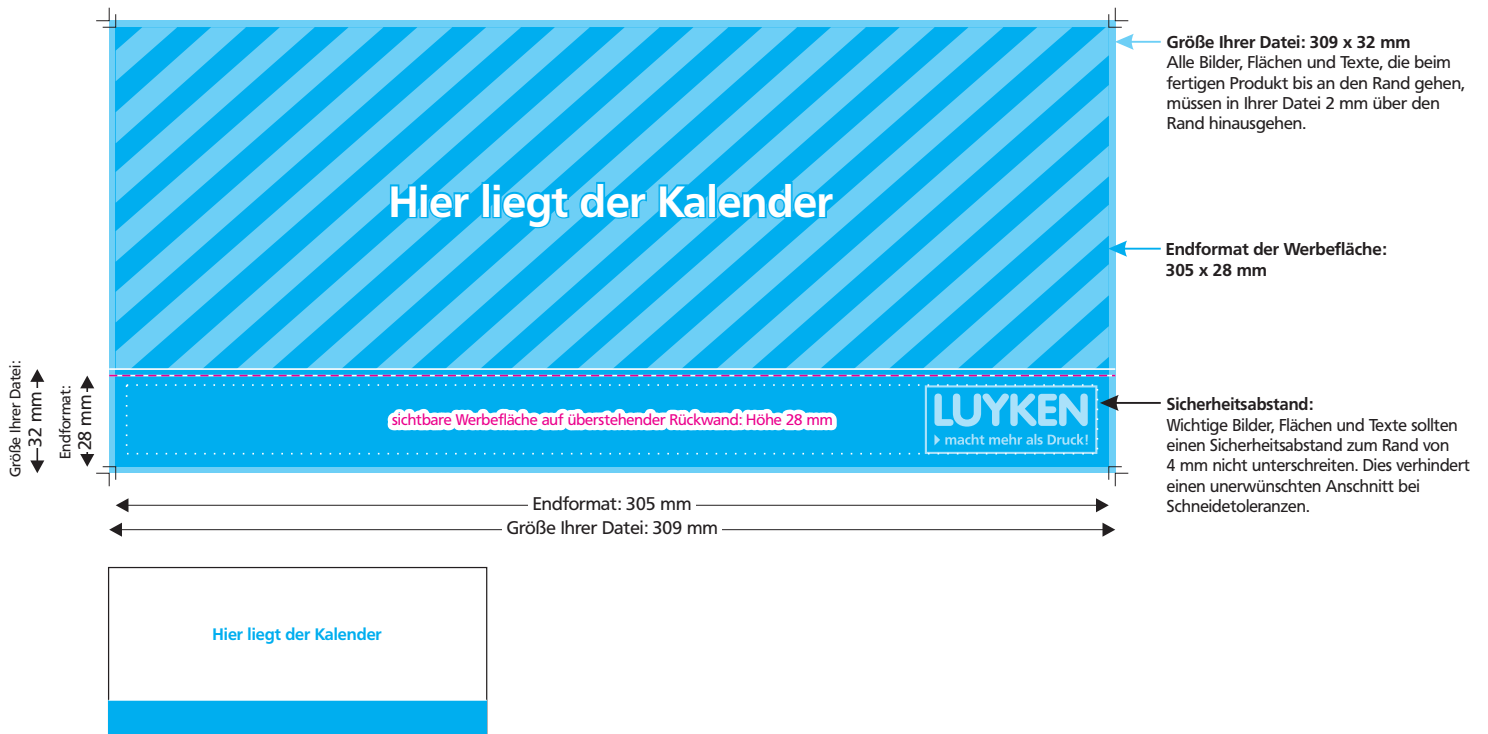 Größe Ihrer Datei: 309 x 32 mm
Alle Bilder, Flächen und Texte, die beim
fertigen Produkt bis an den Rand gehen,
müssen in Ihrer Datei 2 mm über den
Rand hinausgehen.
Hier liegt der Kalender
Endformat der Werbefläche:
305 x 28 mm
Größe Ihrer Datei:
32 mm
Endformat:
28 mm
sichtbare Werbefläche auf überstehender Rückwand: Höhe 28 mm
LUYKEN
macht mehr als Druck!
Sicherheitsabstand:
Wichtige Bilder, Flächen und Texte sollten
einen Sicherheitsabstand zum Rand von
4 mm nicht unterschreiten. Dies verhindert
einen unerwünschten Anschnitt bei
Schneidetoleranzen.
Endformat: 305 mm
Größe Ihrer Datei: 309 mm
Hier liegt der Kalender